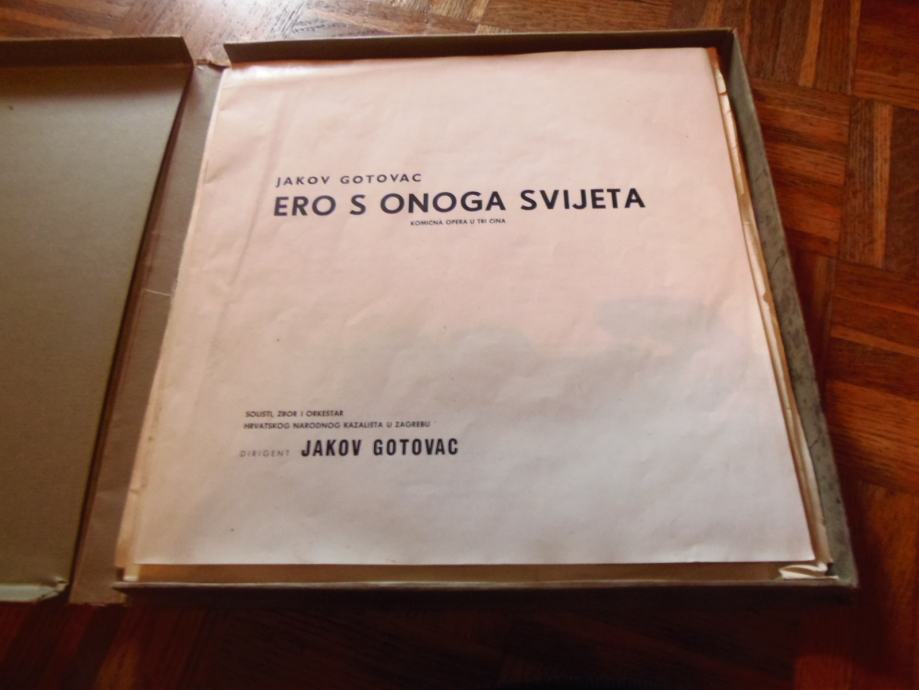 JAKOV GOTOVAC
ERO S ONOGA SVIJETA
KOMIČNA OPERA U TRI ČINA
SOLISTI, ZBOR I ORKESTAR
HRVATSKOG NARODNOG KAZALIŠTA U ZAGREBU
DIRIGENT JAKOV GOTOVAC